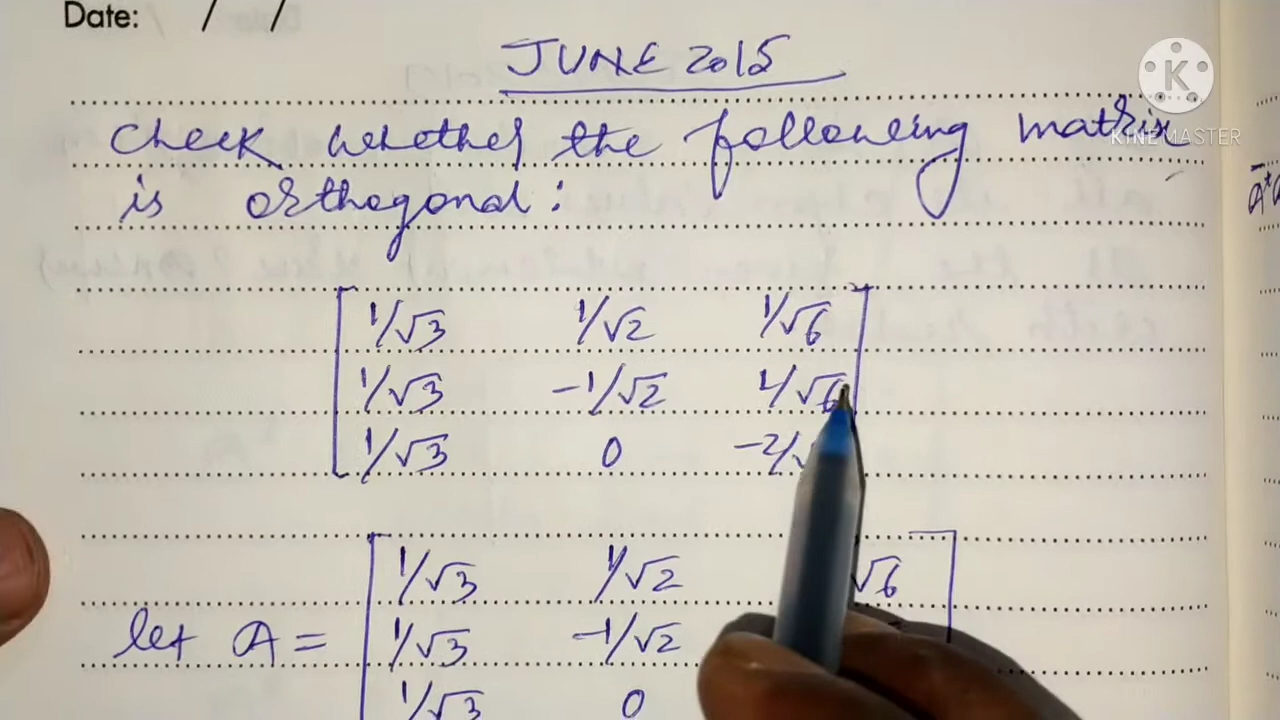 Date: / /
JUNE 2015
K
KINEMASTER
Check whether the following matrix
is orthogonal:
1/√3 1/√2 1/√6
1/√3 -1/√2 1/√6
1/√3 0 -2/√
1/√3 1/√2 √6
let A = 1/√3 -1/√2
1/√3 0